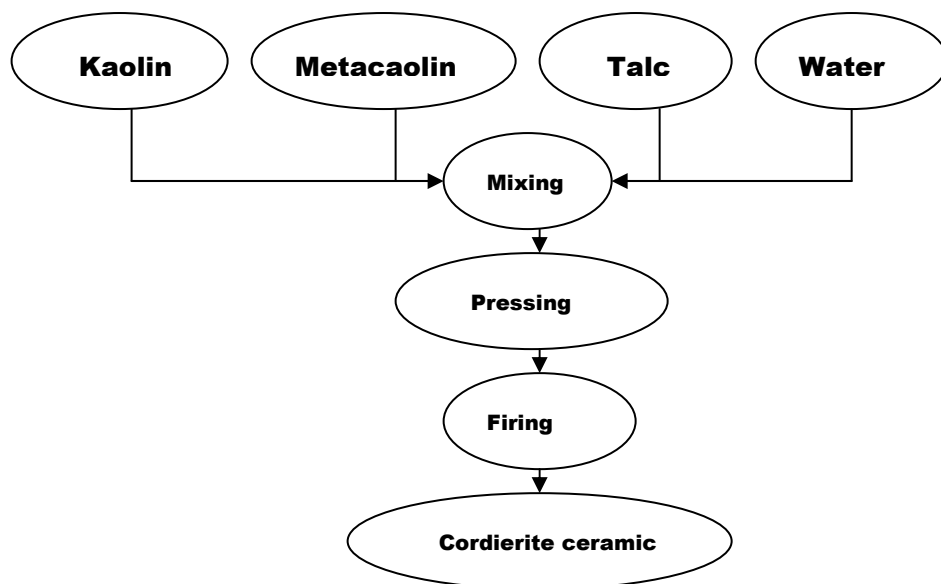 Kaolin
Metacaolin
Talc
Water
Mixing
Pressing
Firing
Cordierite ceramic